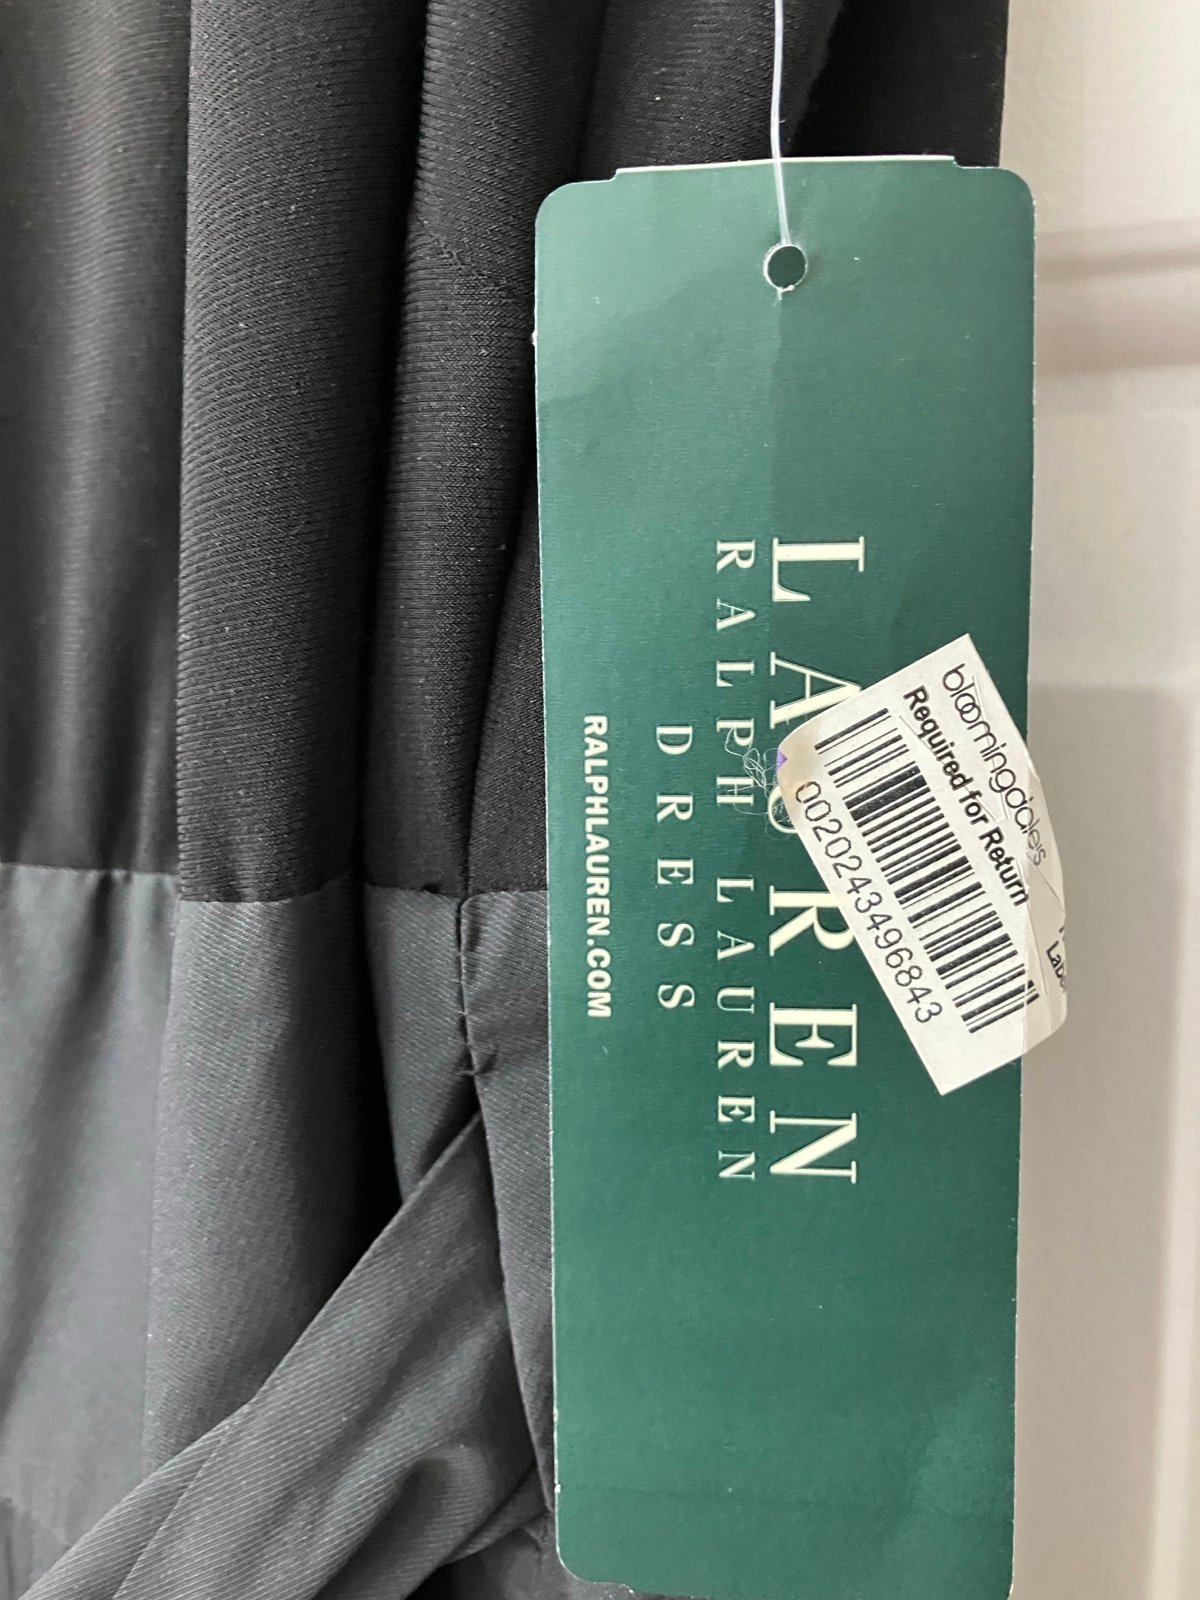 LAUREN
RALPH LAUREN
DRESS
RALPHLAUREN.COM
bloomingdale's
Required for Return
0020243496843